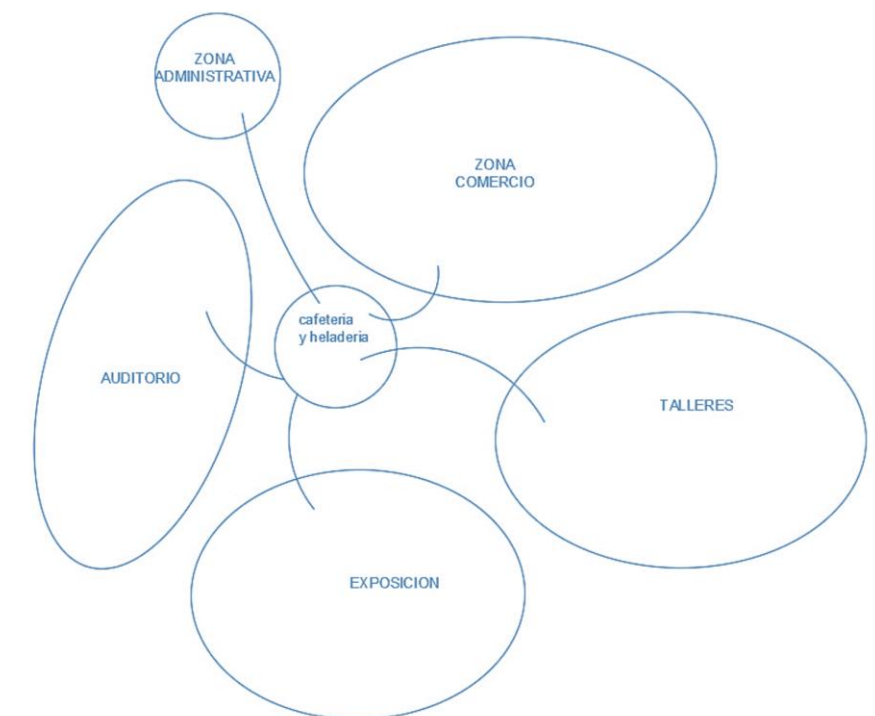 ZONA
ADMINISTRATIVA
ZONA
COMERCIO
cafeteria
y heladeria
AUDITORIO
TALLERES
EXPOSICION